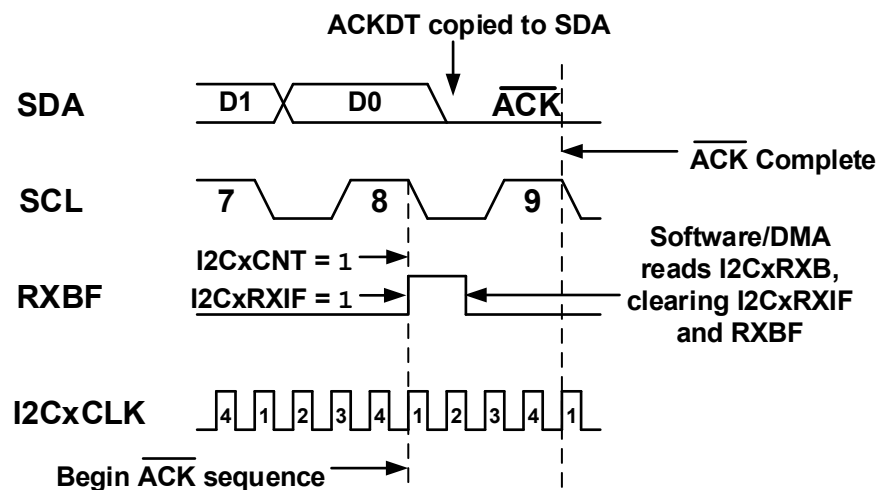 ACKDT copied to SDA
SDA
D1
D0
ACK
ACK Complete
SCL
7
8
9
Software/DMA
reads I2CxRXB,
clearing I2CxRXIF
and RXBF
I2CxCNT = 1
RXBF
I2CxRXIF = 1
I2CxCLK
4 1 2 3 4 1 2 3 4 1
Begin ACK sequence